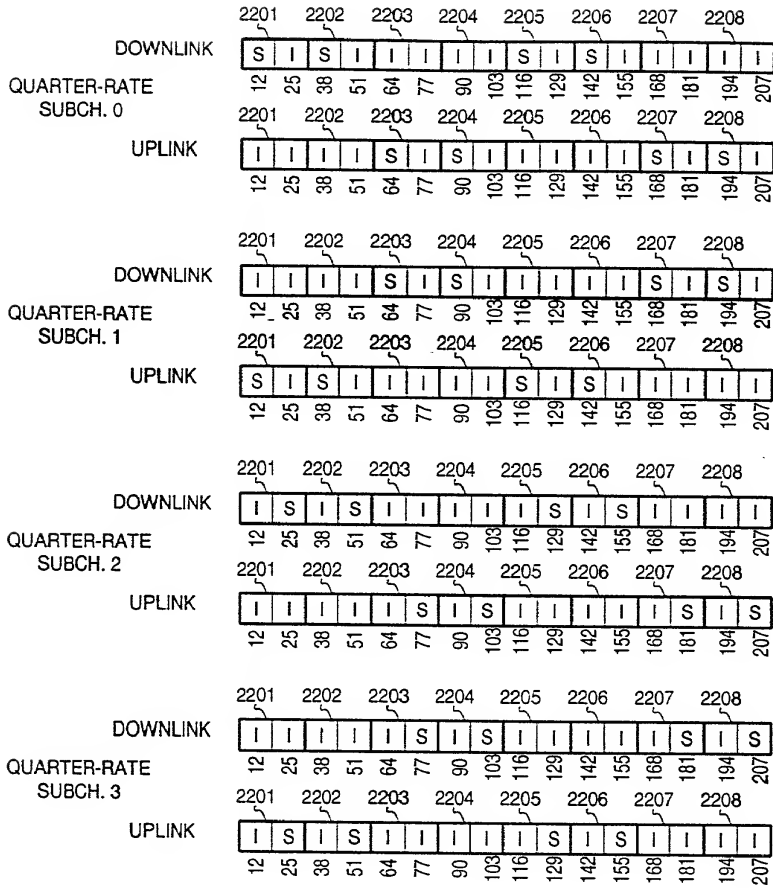 2201 2202 2203 2204 2205 2206 2207 2208
DOWNLINK S I S I I I I I S I S I I I I I
12 25 38 51 64 77 90 103 116 129 142 155 168 181 194 207
QUARTER-RATE
SUBCH. 0
2201 2202 2203 2204 2205 2206 2207 2208
UPLINK I I I I S I S I I I I I S I S I
12 25 38 51 64 77 90 103 116 129 142 155 168 181 194 207
2201 2202 2203 2204 2205 2206 2207 2208
DOWNLINK I I I I S I S I I I I I S I S I
12 25 38 51 64 77 90 103 116 129 142 155 168 181 194 207
QUARTER-RATE
SUBCH. 1
2201 2202 2203 2204 2205 2206 2207 2208
UPLINK S I S I I I I I S I S I I I I I
12 25 38 51 64 77 90 103 116 129 142 155 168 181 194 207
2201 2202 2203 2204 2205 2206 2207 2208
DOWNLINK I S I S I I I I I S I S I I I I
12 25 38 51 64 77 90 103 116 129 142 155 168 181 194 207
QUARTER-RATE
SUBCH. 2
2201 2202 2203 2204 2205 2206 2207 2208
UPLINK I I I I I S I S I I I I I S I S
12 25 38 51 64 77 90 103 116 129 142 155 168 181 194 207
2201 2202 2203 2204 2205 2206 2207 2208
DOWNLINK I I I I I S I S I I I I I S I S
12 25 38 51 64 77 90 103 116 129 142 155 168 181 194 207
QUARTER-RATE
SUBCH. 3
2201 2202 2203 2204 2205 2206 2207 2208
UPLINK I S I S I I I I I S I S I I I I
12 25 38 51 64 77 90 103 116 129 142 155 168 181 194 207